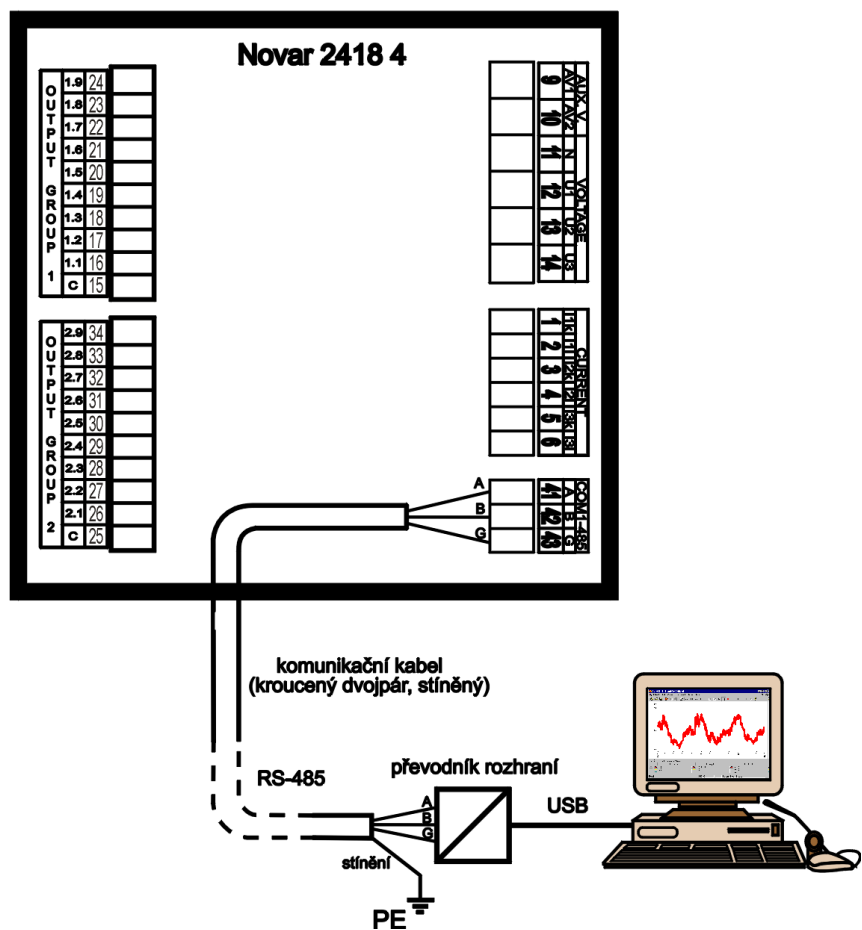 Novar 2418 4
OUTPUT GROUP 1
1.9 24
1.8 23
1.7 22
1.6 21
1.5 20
1.4 19
1.3 18
1.2 17
1.1 16
C 15
OUTPUT GROUP 2
2.9 34
2.8 33
2.7 32
2.6 31
2.5 30
2.4 29
2.3 28
2.2 27
2.1 26
C 25
AUX. V.
9 AV1
10 AV2
VOLTAGE
11 N
12 U1
13 U2
14 U3
CURRENT
1 I1k
2 I1l
3 I2k
4 I2l
5 I3k
6 I3l
COM1-485
A 41 A
B 42 B
G 43 G
komunikační kabel
(kroucený dvojpár, stíněný)
RS-485
převodník rozhraní
A
B
G
USB
stínění
PE